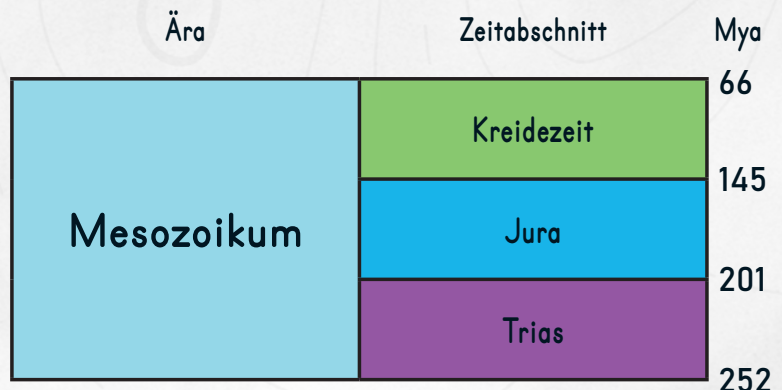 Ära Zeitabschnitt Mya
66
Kreidezeit
145
Mesozoikum Jura
201
Trias
252